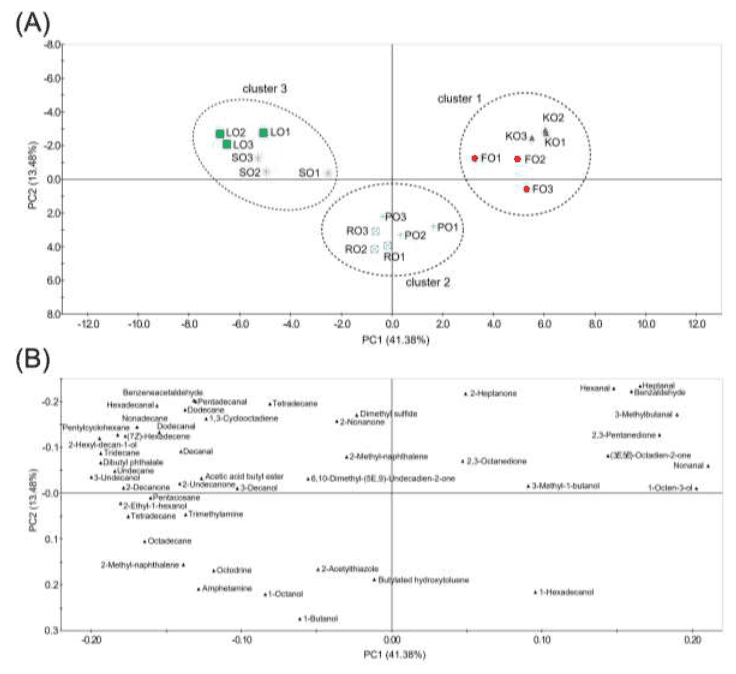 (A)
-8.0
-6.0
-4.0
-2.0
0.0
2.0
4.0
6.0
8.0
PC2 (13.48%)
cluster 3
LO2
LO1
LO3
SO3
SO2
SO1
cluster 1
KO2
KO3
KO1
FO1
FO2
FO3
PO3
PO1
RO3
PO2
RO2
RO1
cluster 2
-12.0 -10.0 -8.0 -6.0 -4.0 -2.0 0.0 2.0 4.0 6.0 8.0 10.0 12.0
PC1 (41.38%)
(B)
-0.2
-0.1
-0.0
0.1
0.2
0.3
PC2 (13.48%)
Benzeneacetaldehyde
Pentadecanal
Hexadecanal
Tetradecane
Dodecane
Nonadecane
1,3-Cyclooctadiene
Dimethyl sulfide
2-Nonanone
Pentylcyclohexane
Dodecanal
(7Z)-Hexadecene
2-Hexyl-decan-1-ol
Tridecane
Decanal
Dibutyl phthalate
Undecane
3-Undecanol
Acetic acid butyl ester
2-Decanone
2-Undecanone
3-Decanol
2-Methyl-naphthalene
6,10-Dimethyl-(5E,9)-Undecadien-2-one
Pentacosane
2-Ethyl-1-hexanol
Tetradecane
Trimethylamine
Octadecane
2-Methyl-naphthalene
Octodrine
Amphetamine
1-Octanol
1-Butanol
2-Acetylthiazole
Butylated hydroxytoluene
2-Heptanone
Hexanal
Heptanal
Benzaldehyde
3-Methylbutanal
2,3-Pentanedione
2,3-Octanedione
(3E,5E)-Octadien-2-one
Nonanal
3-Methyl-1-butanol
1-Octen-3-ol
1-Hexadecanol
-0.20 -0.10 0.00 0.10 0.20
PC1 (41.38%)